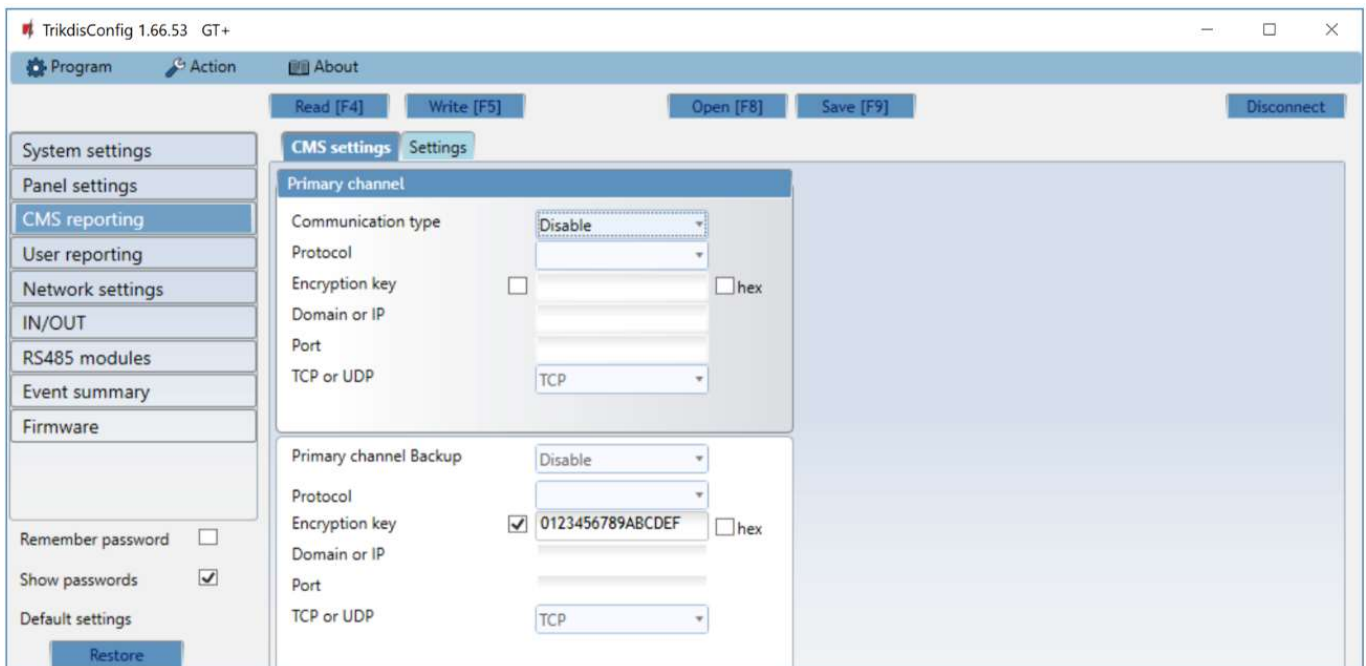 TrikdisConfig 1.66.53 GT+
Program Action About
Read [F4] Write [F5] Open [F8] Save [F9] Disconnect
System settings
Panel settings
CMS reporting
User reporting
Network settings
IN/OUT
RS485 modules
Event summary
Firmware
Remember password
Show passwords
Default settings
Restore
CMS settings Settings
Primary channel
Communication type Disable
Protocol
Encryption key hex
Domain or IP
Port
TCP or UDP TCP
Primary channel Backup Disable
Protocol
Encryption key 0123456789ABCDEF hex
Domain or IP
Port
TCP or UDP TCP